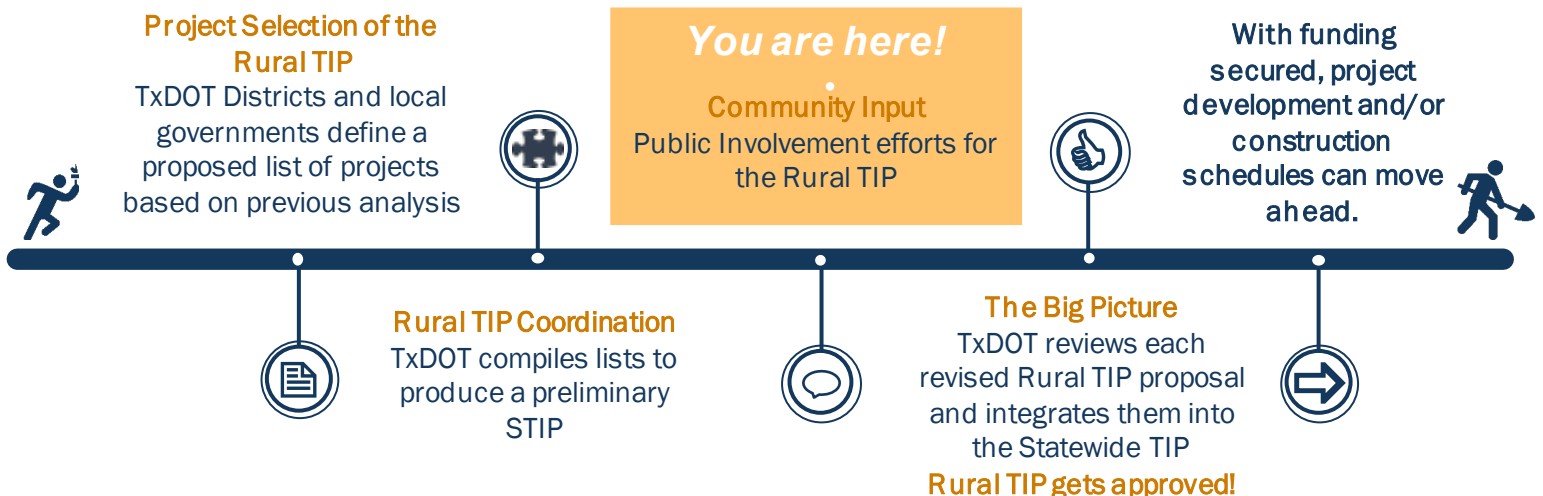 Project Selection of the
Rural TIP
TxDOT Districts and local
governments define a
proposed list of projects
based on previous analysis
Rural TIP Coordination
TxDOT compiles lists to
produce a preliminary
STIP
You are here!
Community Input
Public Involvement efforts for
the Rural TIP
The Big Picture
TxDOT reviews each
revised Rural TIP proposal
and integrates them into
the Statewide TIP
Rural TIP gets approved!
With funding
secured, project
development and/or
construction
schedules can move
ahead.